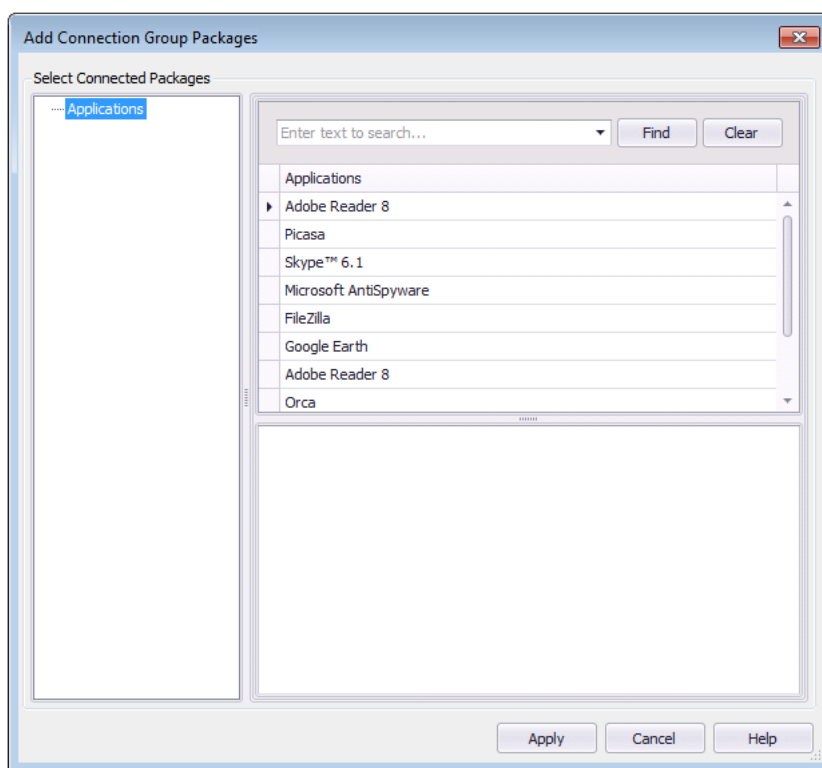 Add Connection Group Packages
Select Connected Packages
Applications
Enter text to search...
Find
Clear
Applications
Adobe Reader 8
Picasa
Skype™ 6.1
Microsoft AntiSpyware
FileZilla
Google Earth
Adobe Reader 8
Orca
Apply
Cancel
Help